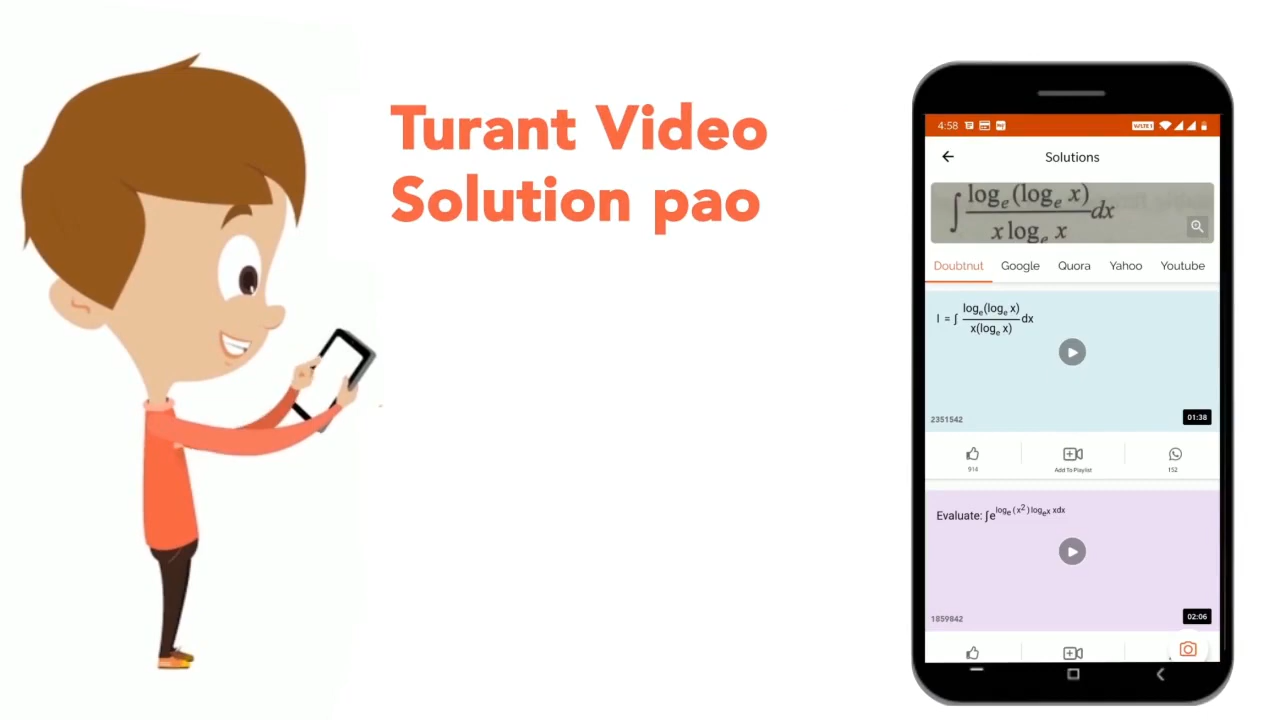 Turant Video
Solution pao
4:58
Solutions
∫ logₑ(logₑ x) / x logₑ x dx
Doubtnut Google Quora Yahoo Youtube
I = ∫ logₑ(logₑ x) / x(logₑ x) dx
2351542 01:38
914 Add To Playlist 152
Evaluate: ∫e^logₑ(x²)logₑx xdx
1859842 02:06